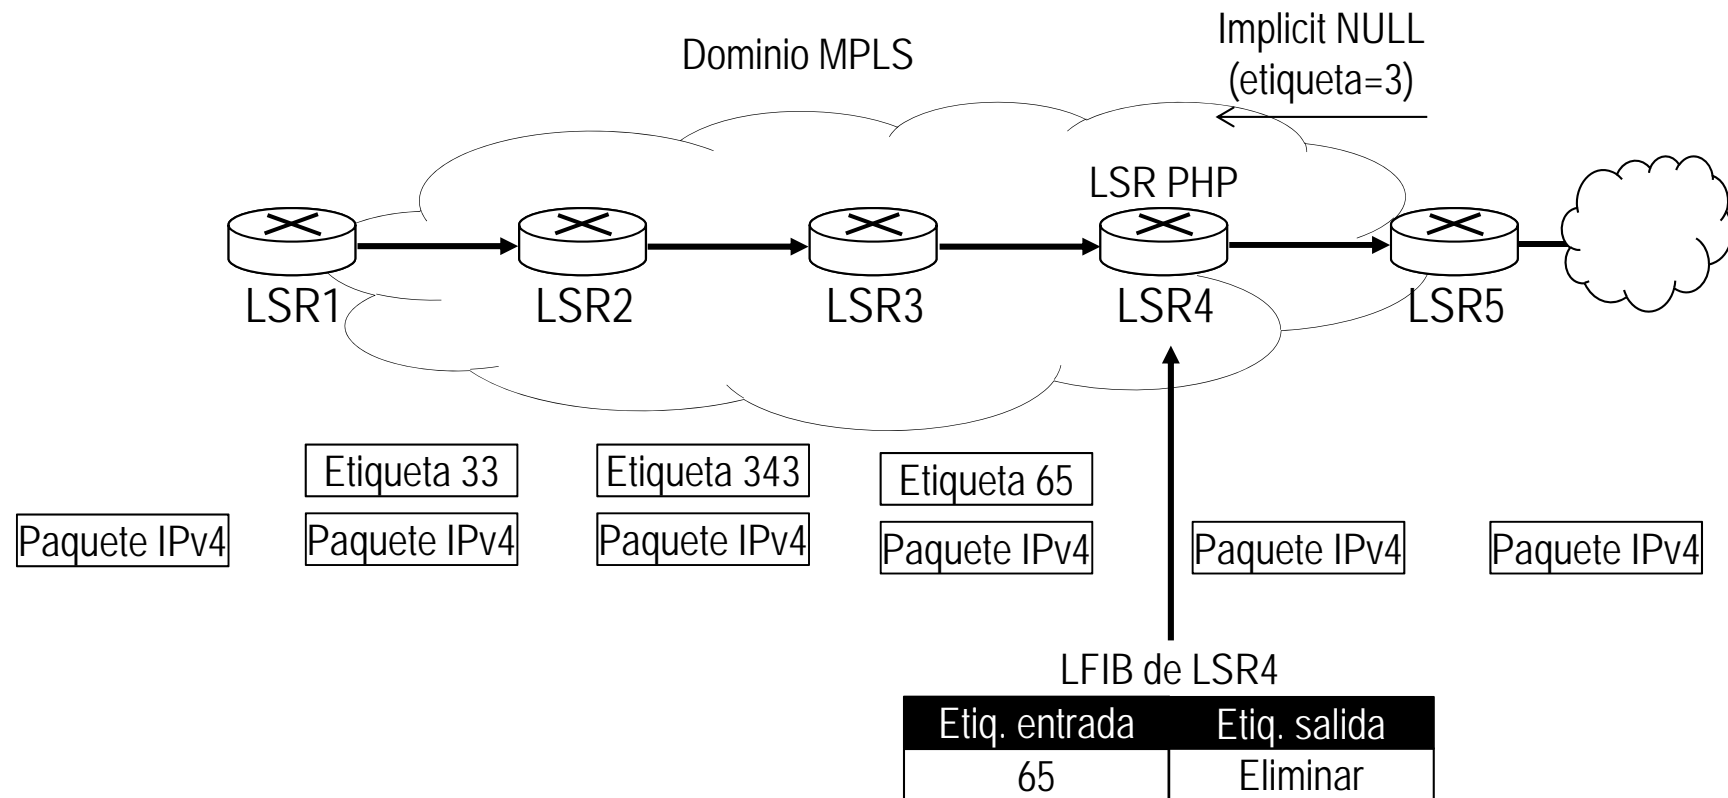 Dominio MPLS
Implicit NULL
(etiqueta=3)
LSR PHP
LSR1
LSR2
LSR3
LSR4
LSR5
Etiqueta 33
Etiqueta 343
Etiqueta 65
Paquete IPv4
Paquete IPv4
Paquete IPv4
Paquete IPv4
Paquete IPv4
Paquete IPv4
LFIB de LSR4
Etiq. entrada
Etiq. salida
65
Eliminar